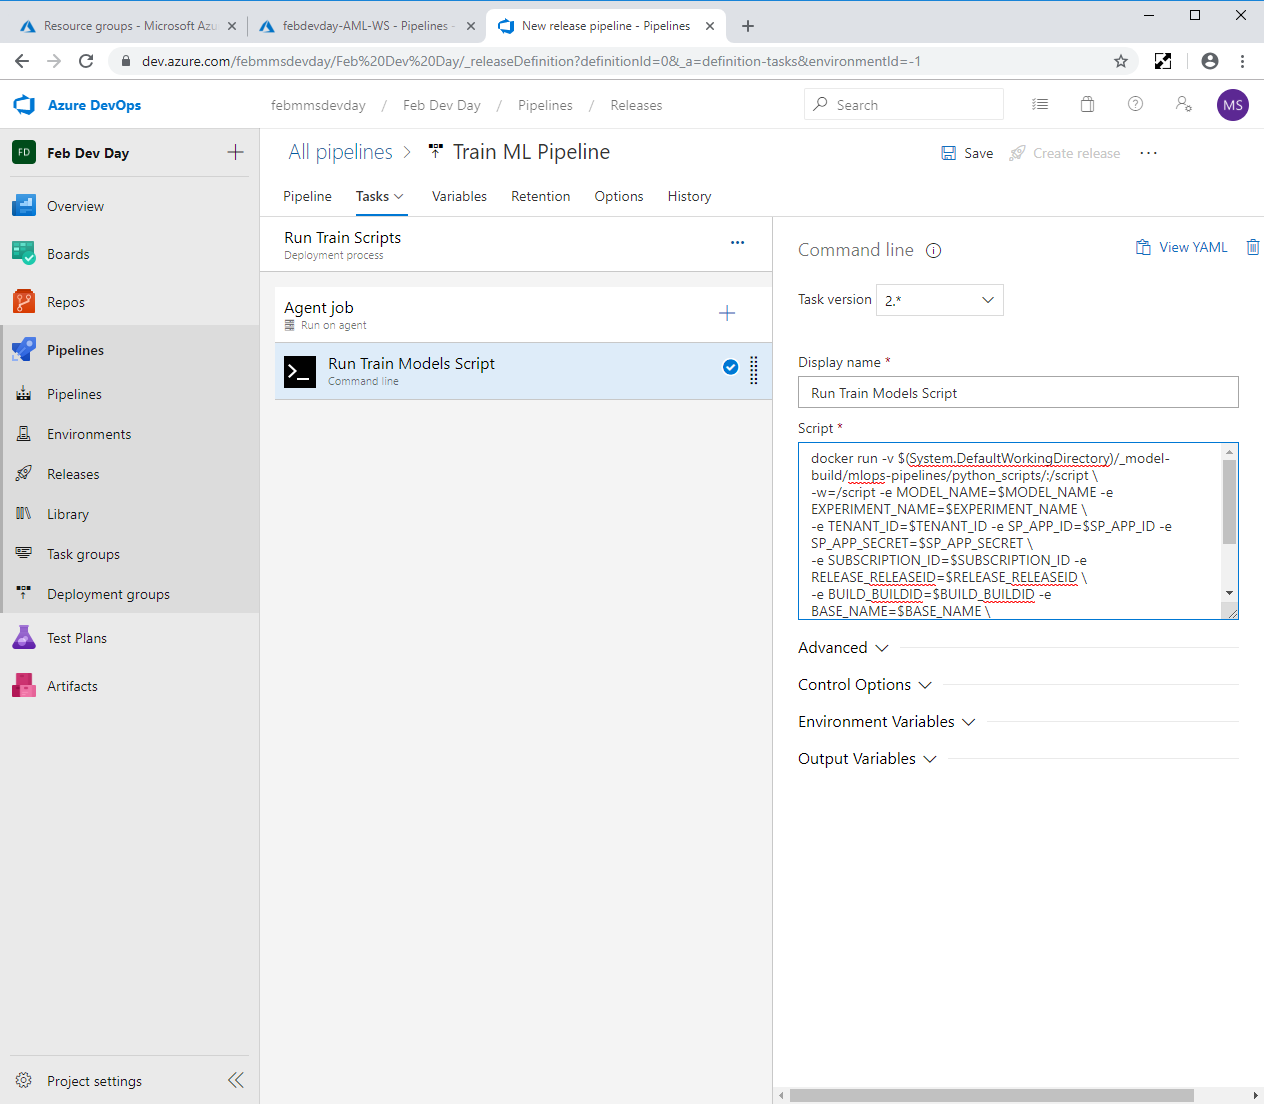 Resource groups - Microsoft Azu
febdevday-AML-WS - Pipelines -
New release pipeline - Pipelines
dev.azure.com/febmmsdevday/Feb%20Dev%20Day/_releaseDefinition?definitionId=0&_a=definition-tasks&environmentId=-1
Azure DevOps
febmmsdevday / Feb Dev Day / Pipelines / Releases
Search
MS
FD
Feb Dev Day
Overview
Boards
Repos
Pipelines
Pipelines
Environments
Releases
Library
Task groups
Deployment groups
Test Plans
Artifacts
Project settings
All pipelines > Train ML Pipeline
Save
Create release
Pipeline
Tasks
Variables
Retention
Options
History
Run Train Scripts
Deployment process
Agent job
Run on agent
Run Train Models Script
Command line
Command line
View YAML
Task version
2.*
Display name *
Run Train Models Script
Script *
docker run -v $(System.DefaultWorkingDirectory)/_model-
build/mlops-pipelines/python_scripts/:/script \
-w=/script -e MODEL_NAME=$MODEL_NAME -e
EXPERIMENT_NAME=$EXPERIMENT_NAME \
-e TENANT_ID=$TENANT_ID -e SP_APP_ID=$SP_APP_ID -e
SP_APP_SECRET=$SP_APP_SECRET \
-e SUBSCRIPTION_ID=$SUBSCRIPTION_ID -e
RELEASE_RELEASEID=$RELEASE_RELEASEID \
-e BUILD_BUILDID=$BUILD_BUILDID -e
BASE_NAME=$BASE_NAME \
Advanced
Control Options
Environment Variables
Output Variables